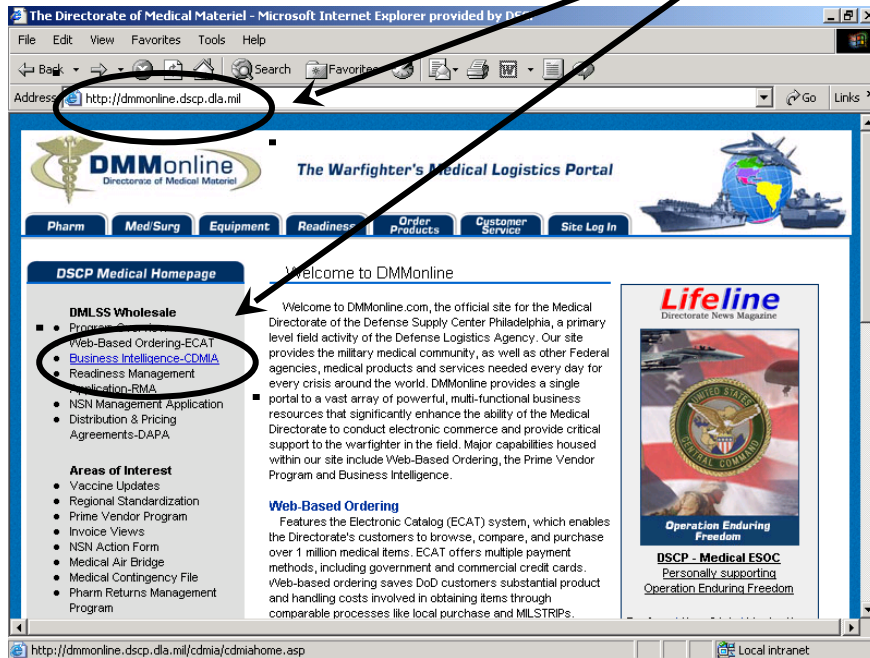 The Directorate of Medical Materiel - Microsoft Internet Explorer provided by DSCP
File Edit View Favorites Tools Help
Back Search Favorites
Address http://dmmonline.dscp.dla.mil Go Links
DMMonline
Directorate of Medical Materiel
The Warfighter's Medical Logistics Portal
Pharm Med/Surg Equipment Readiness Order Products Customer Service Site Log In
DSCP Medical Homepage
DMLSS Wholesale
Program Overview
Web-Based Ordering-ECAT
Business Intelligence-CDMIA
Readiness Management
Application-RMA
NSN Management Application
Distribution & Pricing
Agreements-DAPA
Areas of Interest
Vaccine Updates
Regional Standardization
Prime Vendor Program
Invoice Views
NSN Action Form
Medical Air Bridge
Medical Contingency File
Pharm Returns Management
Program
Welcome to DMMonline
Welcome to DMMonline.com, the official site for the Medical
Directorate of the Defense Supply Center Philadelphia, a primary
level field activity of the Defense Logistics Agency. Our site
provides the military medical community, as well as other Federal
agencies, medical products and services needed every day for
every crisis around the world. DMMonline provides a single
portal to a vast array of powerful, multi-functional business
resources that significantly enhance the ability of the Medical
Directorate to conduct electronic commerce and provide critical
support to the warfighter in the field. Major capabilities housed
within our site include Web-Based Ordering, the Prime Vendor
Program and Business Intelligence.
Web-Based Ordering
Features the Electronic Catalog (ECAT) system, which enables
the Directorate's customers to browse, compare, and purchase
over 1 million medical items. ECAT offers multiple payment
methods, including government and commercial credit cards.
Web-based ordering saves DoD customers substantial product
and handling costs involved in obtaining items through
comparable processes like local purchase and MILSTRIPs.
Lifeline
Directorate News Magazine
UNITED STATES
CENTRAL COMMAND
Operation Enduring
Freedom
DSCP - Medical ESOC
Personally supporting
Operation Enduring Freedom
http://dmmonline.dscp.dla.mil/cdmia/cdmiahome.asp Local intranet